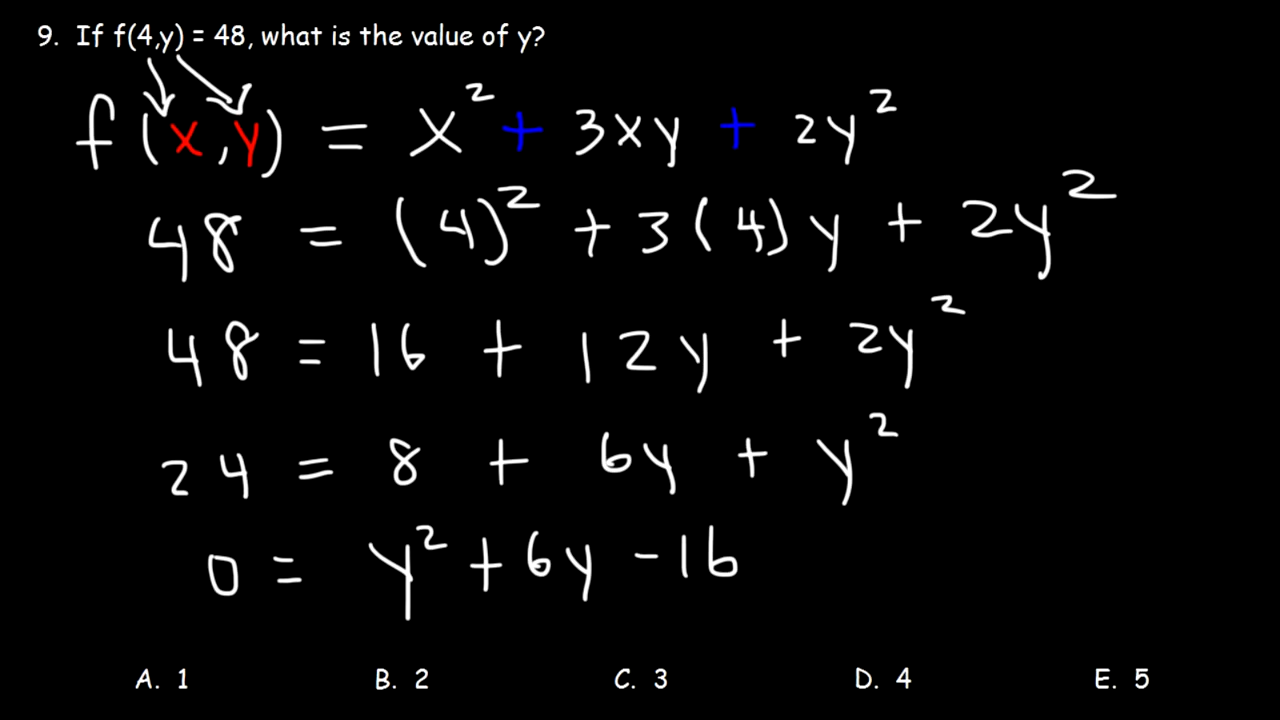 9. If f(4,y) = 48, what is the value of y?
f(x,y) = x² + 3xy + 2y²
48 = (4)² + 3(4)y + 2y²
48 = 16 + 12y + 2y²
24 = 8 + 6y + y²
0 = y² + 6y - 16
A. 1 B. 2 C. 3 D. 4 E. 5